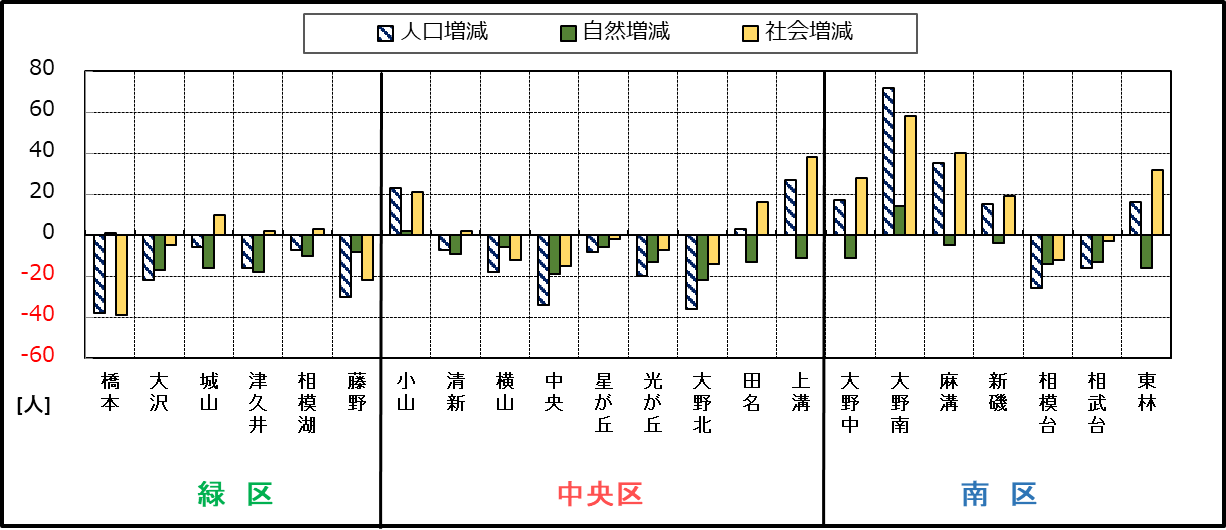 人口増減 自然増減 社会増減
80
60
40
20
0
-20
-40
-60
[人]
橋本 大沢 城山 津久井 相模湖 藤野 小山 清新 横山 中央 星が丘 光が丘 大野北 田名 上溝 大野中 大野南 麻溝 新磯 相模台 相武台 東林
緑 区 中央区 南 区